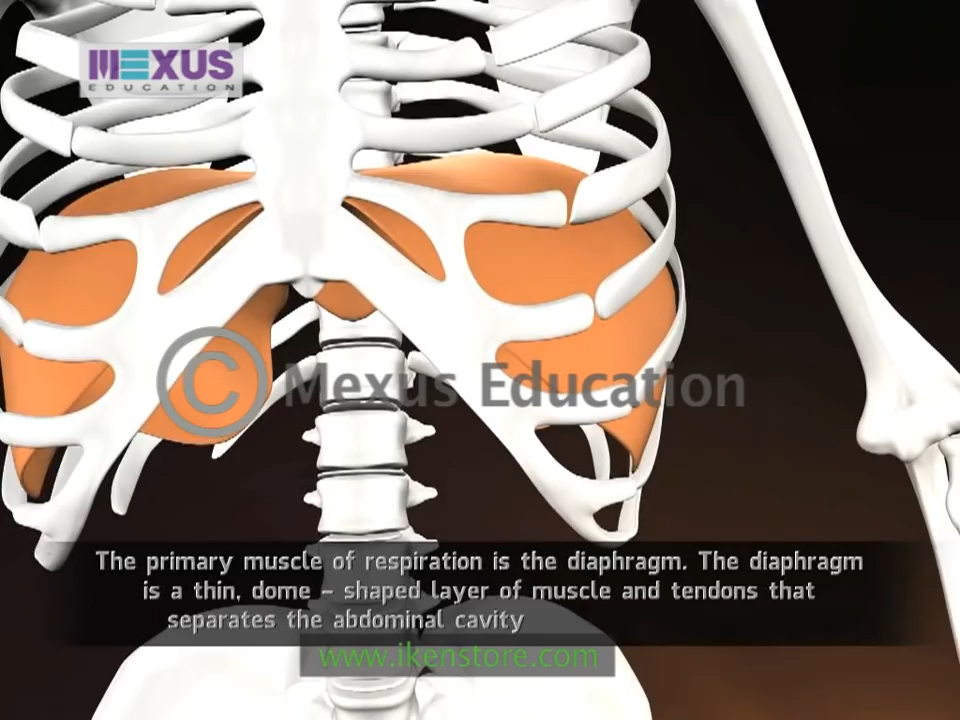 MEXUS
EDUCATION
© Mexus Education
The primary muscle of respiration is the diaphragm. The diaphragm
is a thin, dome – shaped layer of muscle and tendons that
separates the abdominal cavity
www.ikenstore.com